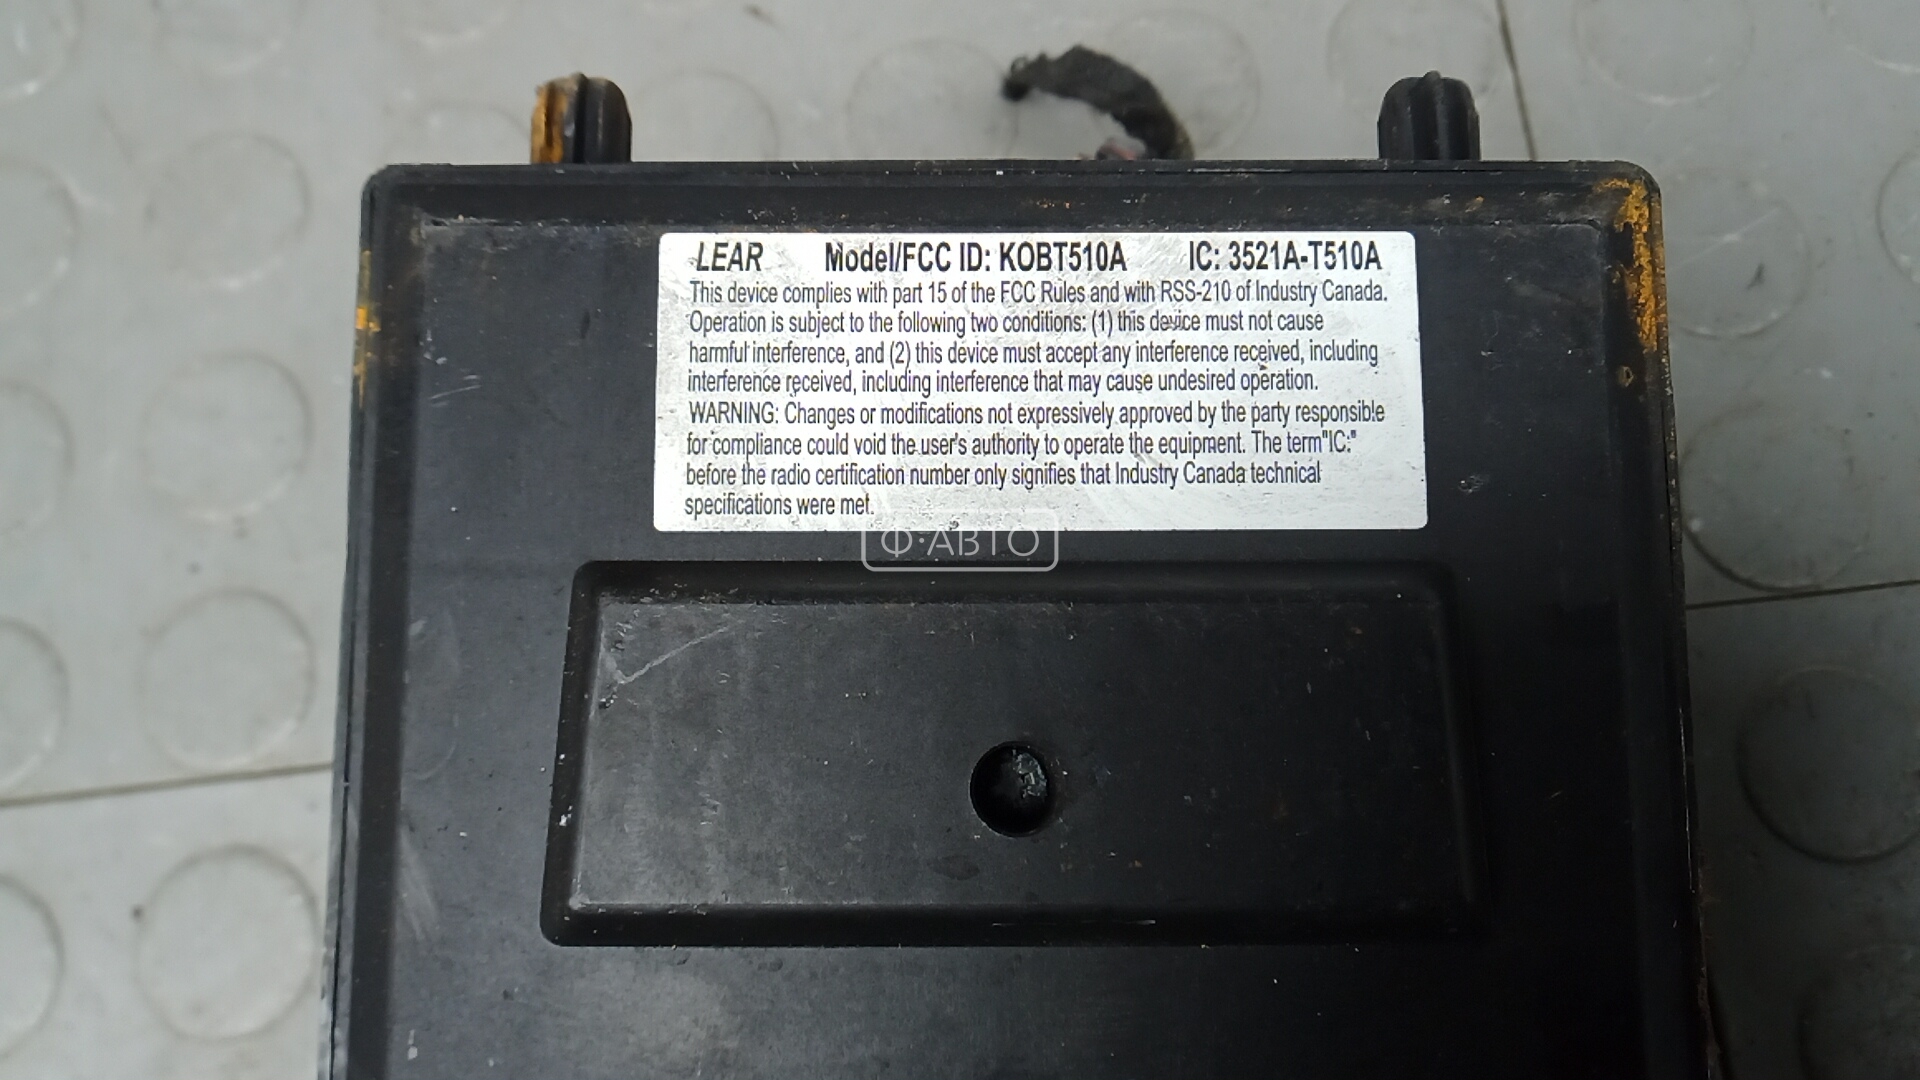 LEAR Model/FCC ID: KOBT510A IC: 3521A-T510A
This device complies with part 15 of the FCC Rules and with RSS-210 of Industry Canada.
Operation is subject to the following two conditions: (1) this device must not cause
harmful interference, and (2) this device must accept any interference received, including
interference received, including interference that may cause undesired operation.
WARNING: Changes or modifications not expressively approved by the party responsible
for compliance could void the user's authority to operate the equipment. The term"IC:"
before the radio certification number only signifies that Industry Canada technical
specifications were met.
Ф·АВТО